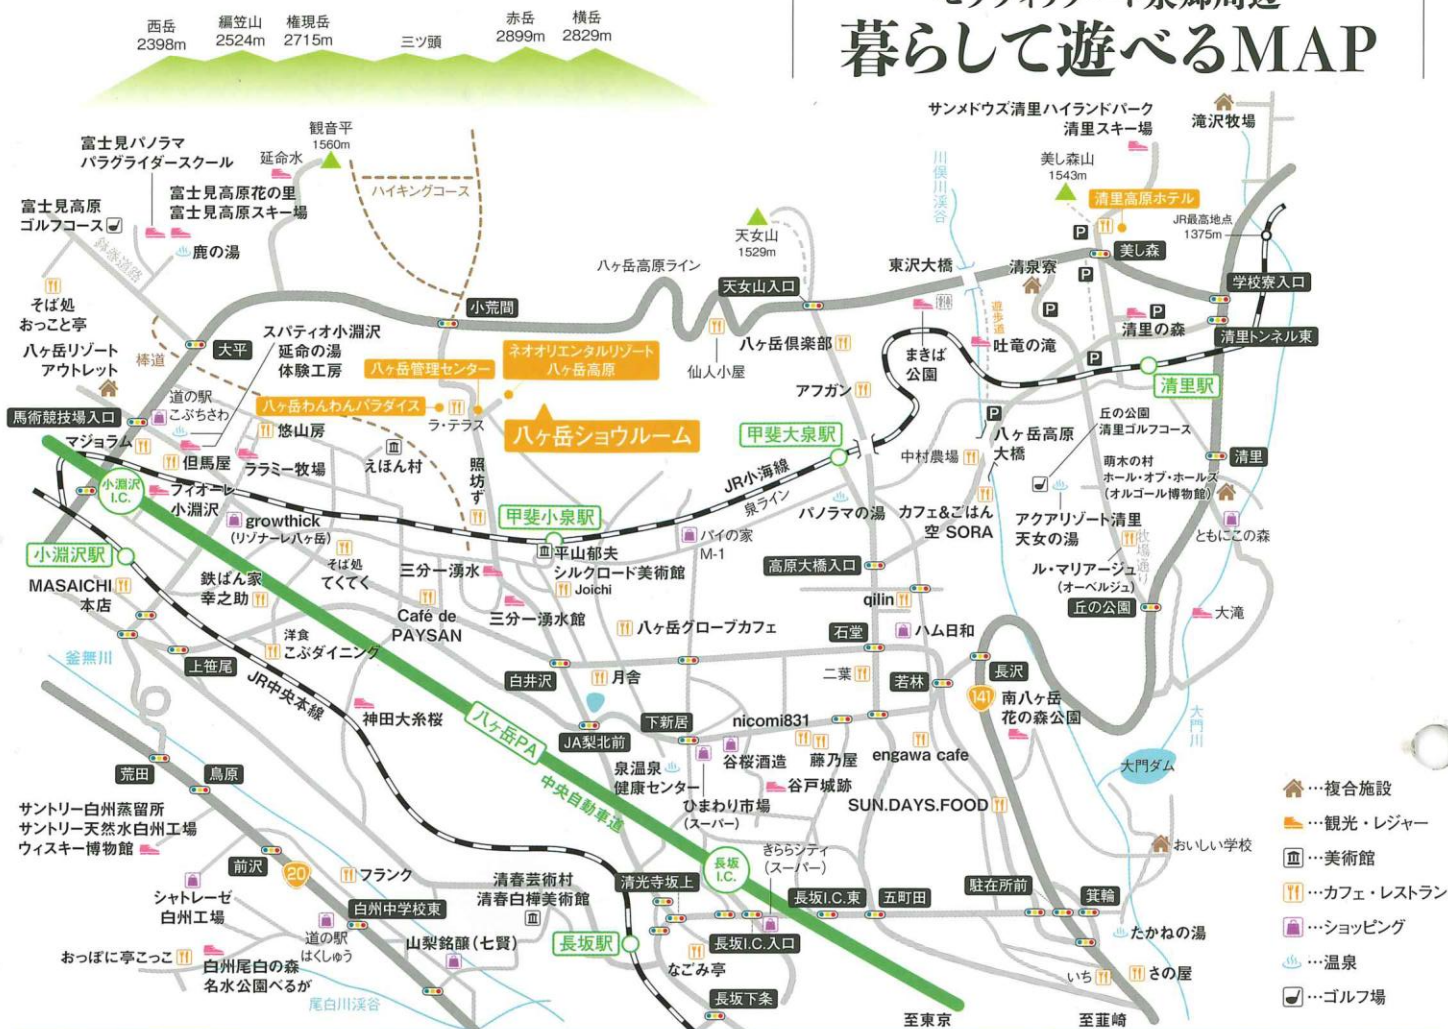 暮らして遊べるMAP
西岳
2398m
編笠山
2524m
権現岳
2715m
三ツ頭
赤岳
2899m
横岳
2829m
富士見パノラマ
パラグライダースクール
延命水
観音平
1560m
ハイキングコース
富士見高原花の里
富士見高原スキー場
富士見高原
ゴルフコース
鉢巻道路
鹿の湯
そば処
おっこと亭
八ヶ岳リゾート
アウトレット
棒道
大平
スパティオ小淵沢
延命の湯
体験工房
小荒間
八ヶ岳高原ライン
天女山
1529m
天女山入口
川俣川渓谷
東沢大橋
サンメドウズ清里ハイランドパーク
清里スキー場
滝沢牧場
美し森山
1543m
清里高原ホテル
JR最高地点
1375m
P
美し森
清泉寮
P
P
学校寮入口
P
清里の森
清里トンネル東
P
清里駅
遊歩道
吐竜の滝
まきば
公園
八ヶ岳倶楽部
仙人小屋
アフガン
ネオオリエンタルリゾート
八ヶ岳高原
八ヶ岳管理センター
八ヶ岳わんわんパラダイス
ラ・テラス
八ヶ岳ショウルーム
馬術競技場入口
道の駅
こぶちさわ
マジョラム
但馬屋
悠山房
ララミー牧場
えほん村
照坊ず
甲斐大泉駅
JR小海線
泉ライン
中村農場
P
八ヶ岳高原
大橋
丘の公園
清里ゴルフコース
清里
萌木の村
ホール・オブ・ホールズ
(オルゴール博物館)
小淵沢
I.C.
フィオーレ
小淵沢
growthick
(リゾナーレ八ヶ岳)
甲斐小泉駅
パイの家
M-1
パノラマの湯
カフェ&ごはん
空 SORA
アクアリゾート清里
天女の湯
牧場通り
ともにこの森
小淵沢駅
MASAICHI
本店
鉄ぱん家
幸之助
そば処
てくてく
三分一湧水
平山郁夫
シルクロード美術館
Joichi
高原大橋入口
ル・マリアージュ
(オーベルジュ)
丘の公園
大滝
Café de
PAYSAN
三分一湧水館
八ヶ岳グローブカフェ
qilin
ハム日和
石堂
釜無川
洋食
こぶダイニング
上笹尾
JR中央本線
白井沢
月舎
二葉
若林
長沢
141
南八ヶ岳
花の森公園
大門川
大門ダム
神田大糸桜
八ヶ岳PA
JA梨北前
下新居
nicomi831
谷桜酒造
藤乃屋
engawa cafe
荒田
鳥原
中央自動車道
泉温泉
健康センター
ひまわり市場
(スーパー)
谷戸城跡
SUN.DAYS.FOOD
サントリー白州蒸留所
サントリー天然水白州工場
ウィスキー博物館
前沢
20
フランク
清春芸術村
清春白樺美術館
清光寺坂上
長坂
I.C.
きららシティ
(スーパー)
長坂I.C.東
五町田
駐在所前
箕輪
おいしい学校
シャトレーゼ
白州工場
白州中学校東
道の駅
はくしゅう
山梨銘醸(七賢)
長坂駅
長坂I.C.入口
なごみ亭
たかねの湯
おっぽに亭こっこ
白州尾白の森
名水公園べるが
尾白川渓谷
長坂下条
いち
さの屋
至東京
至韮崎
…複合施設
…観光・レジャー
…美術館
…カフェ・レストラン
…ショッピング
…温泉
…ゴルフ場